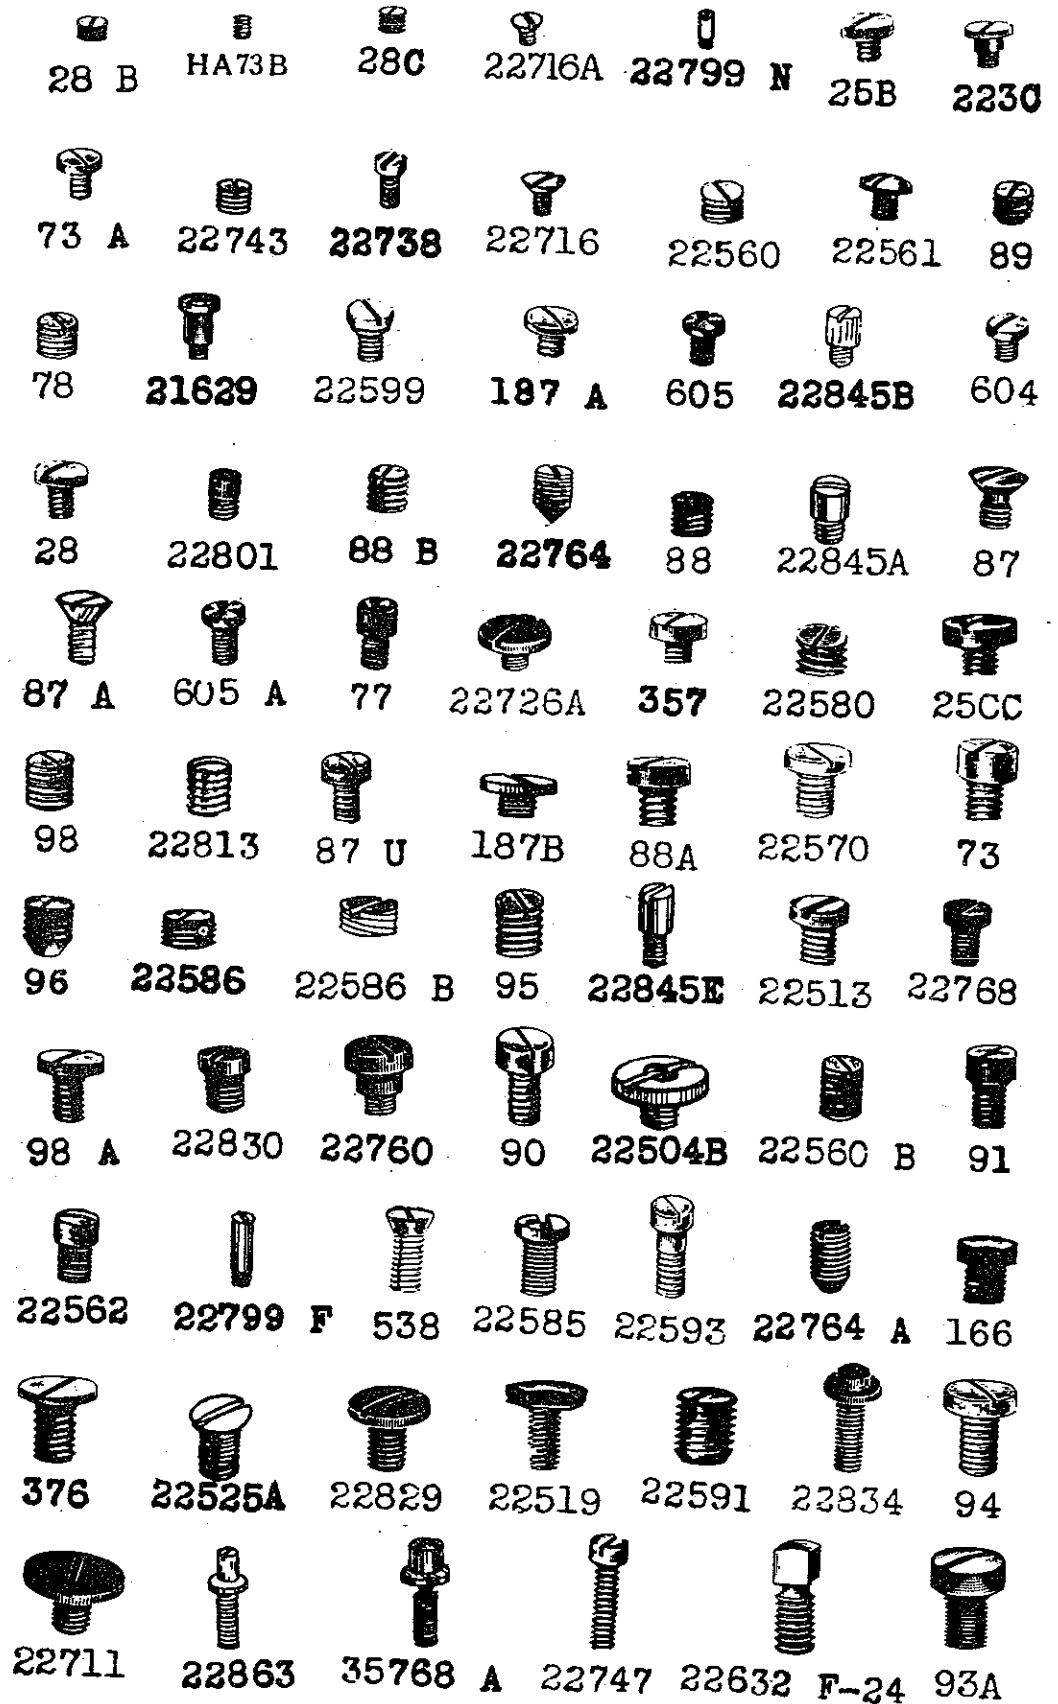 28 B HA73B 28C 22716A 22799 N 25B 223C
73 A 22743 22738 22716 22560 22561 89
78 21629 22599 187 A 605 22845B 604
28 22801 88 B 22764 88 22845A 87
87 A 605 A 77 22726A 357 22580 25CC
98 22813 87 U 187B 88A 22570 73
96 22586 22586 B 95 22845E 22513 22768
98 A 22830 22760 90 22504B 22560 B 91
22562 22799 F 538 22585 22593 22764 A 166
376 22525A 22829 22519 22591 22834 94
22711 22863 35768 A 22747 22632 F-24 93A